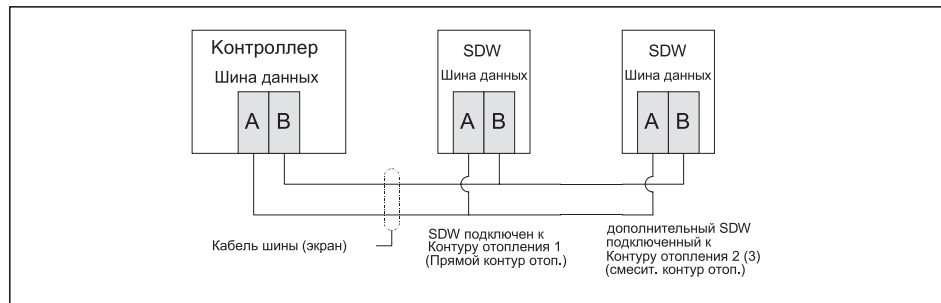 Контроллер
Шина данных
A B
SDW
Шина данных
A B
SDW
Шина данных
A B
Кабель шины (экран)
SDW подключен к
Контуру отопления 1
(Прямой контур отоп.)
дополнительный SDW
подключенный к
Контуру отопления 2 (3)
(смесит. контур отоп.)